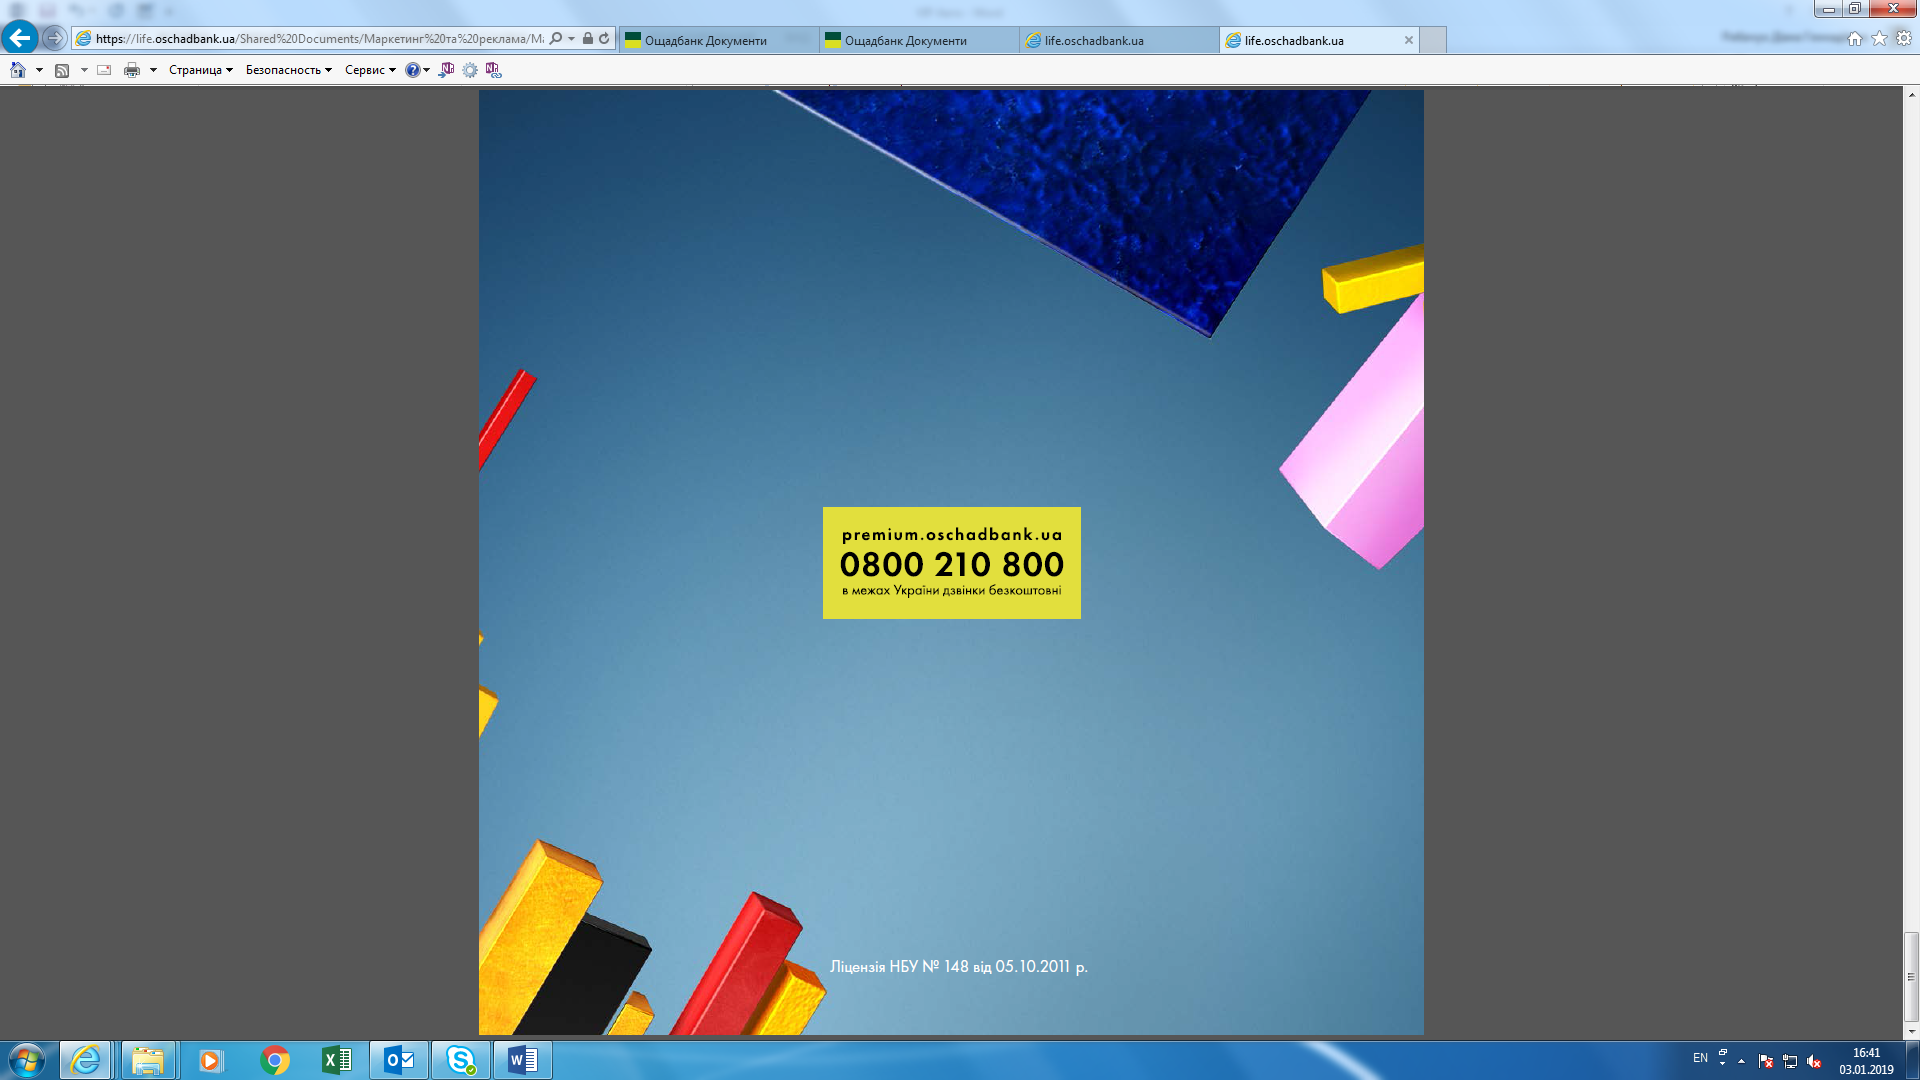 https://life.oschadbank.ua/Shared%20Documents/Маркетинг%20та%20реклама/Ма
Ощадбанк Документи
Ощадбанк Документи
life.oschadbank.ua
life.oschadbank.ua
Страница
Безопасность
Сервис
premium.oschadbank.ua
0800 210 800
в межах України дзвінки безкоштовні
Ліцензія НБУ № 148 від 05.10.2011 р.
EN
16:41
03.01.2019